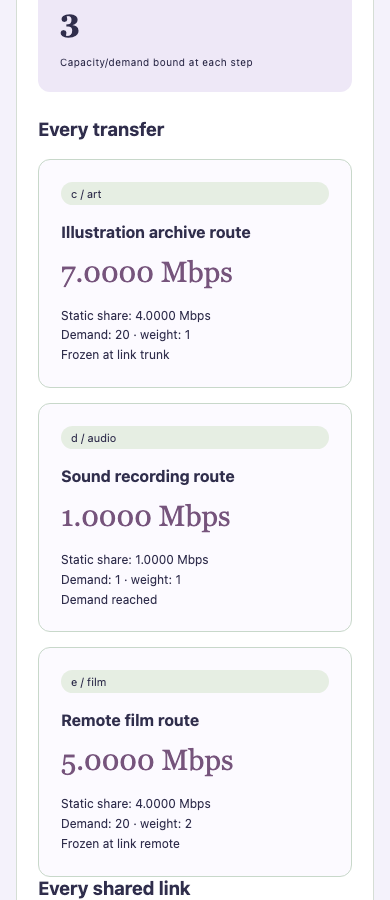 3
Capacity/demand bound at each step
Every transfer
c / art
Illustration archive route
7.0000 Mbps
Static share: 4.0000 Mbps
Demand: 20 · weight: 1
Frozen at link trunk
d / audio
Sound recording route
1.0000 Mbps
Static share: 1.0000 Mbps
Demand: 1 · weight: 1
Demand reached
e / film
Remote film route
5.0000 Mbps
Static share: 4.0000 Mbps
Demand: 20 · weight: 2
Frozen at link remote
Every shared link